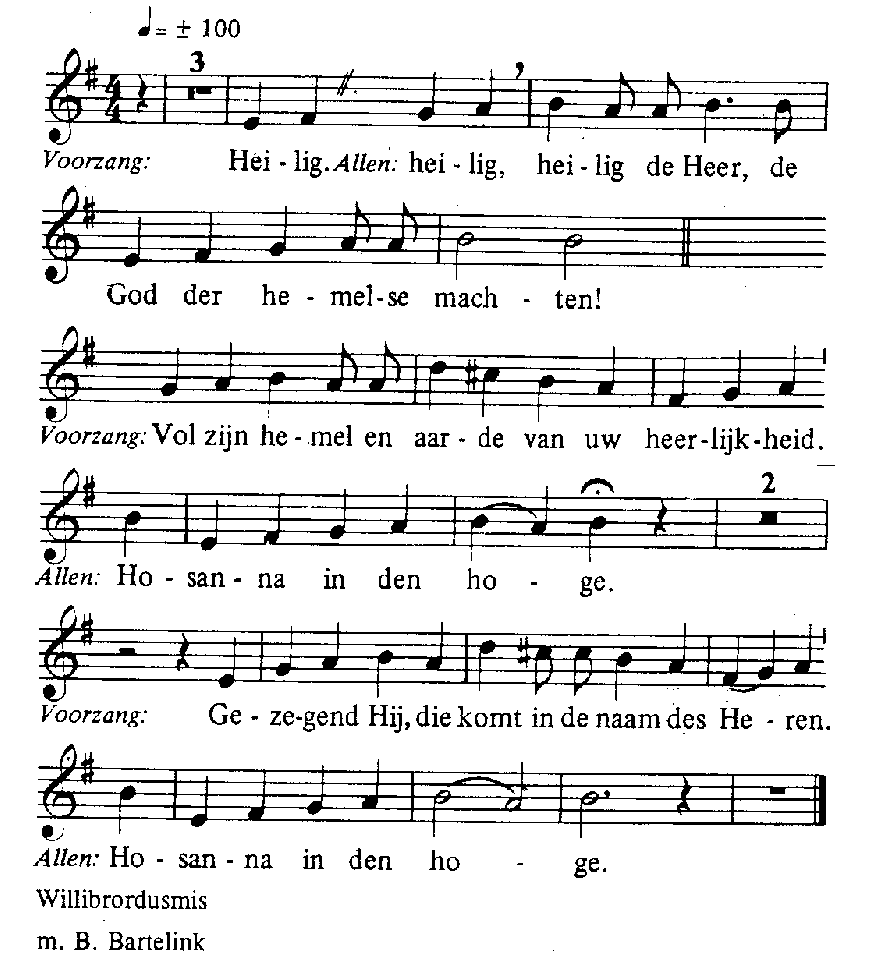 ♩= ± 100
3
Voorzang: Hei - lig. Allen: hei - lig, hei - lig de Heer, de
God der he - mel-se mach - ten!
Voorzang: Vol zijn he - mel en aar - de van uw heer-lijk-heid.
2
Allen: Ho - san - na in den ho - ge.
Voorzang: Ge - ze-gend Hij, die komt in de naam des He - ren.
Allen: Ho - san - na in den ho - ge.
Willibrordusmis
m. B. Bartelink